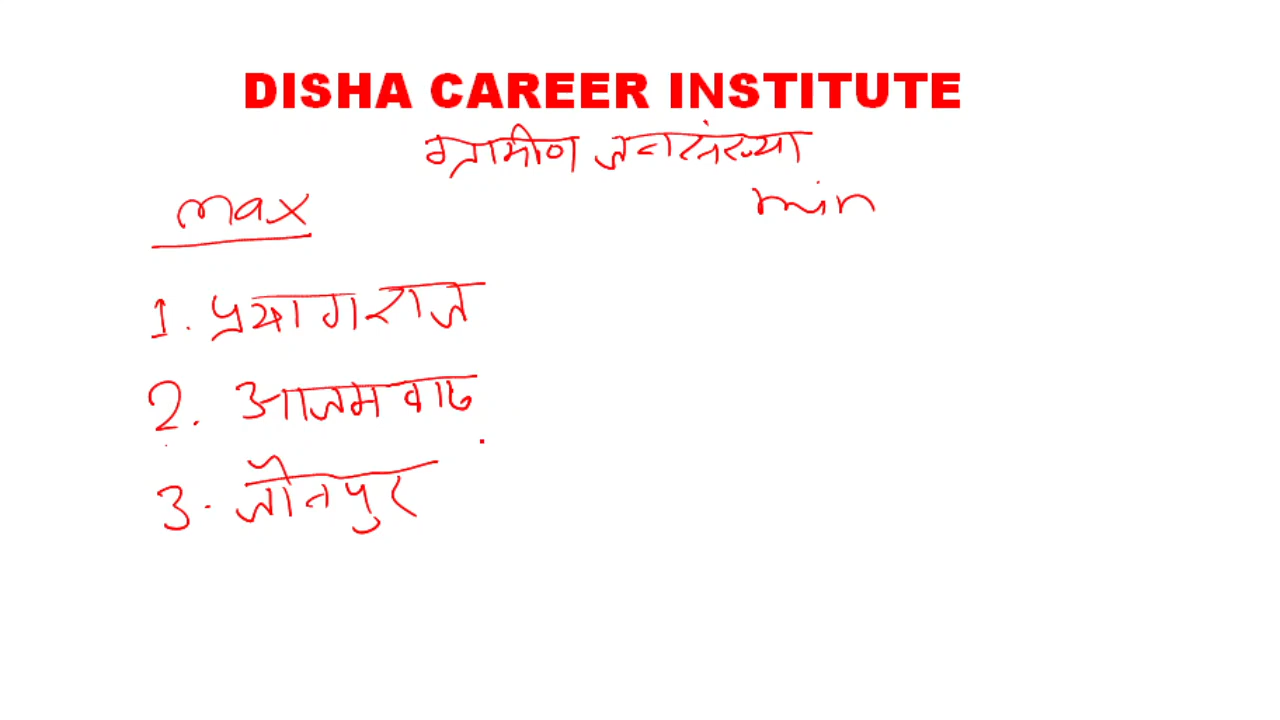 DISHA CAREER INSTITUTE
ग्रामीण जनसंख्या
max
min
1. प्रयागराज
2. आजमगढ
3. जौनपुर